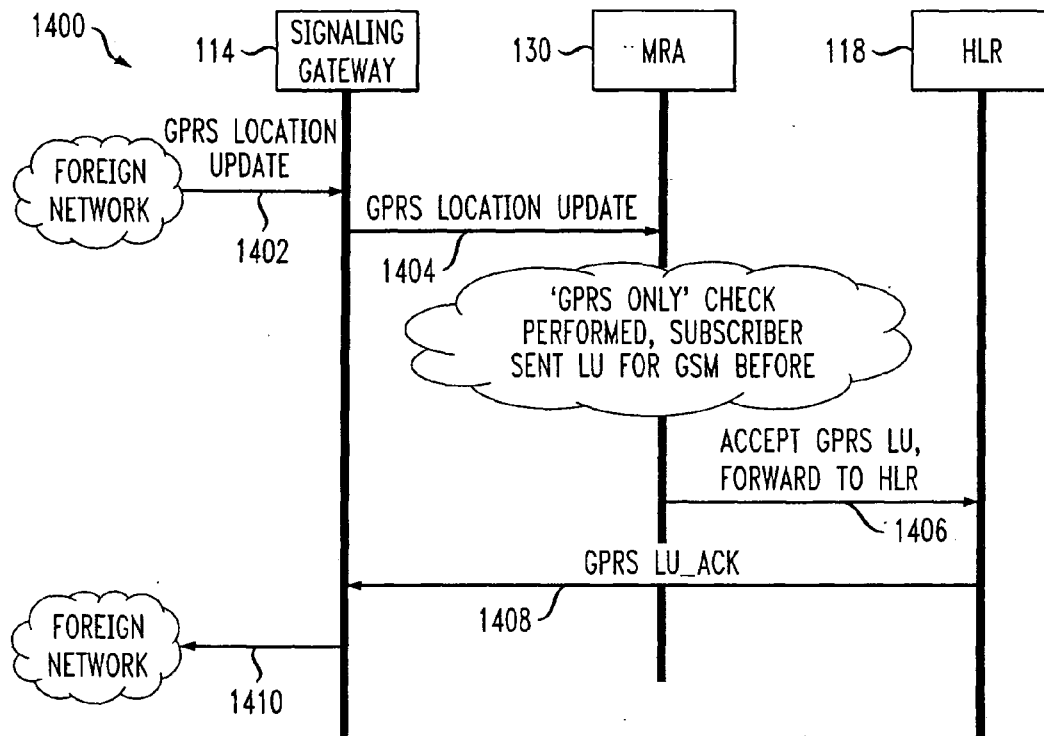 1400
114
SIGNALING
GATEWAY
130
MRA
118
HLR
GPRS LOCATION
UPDATE
FOREIGN
NETWORK
1402
GPRS LOCATION UPDATE
1404
'GPRS ONLY' CHECK
PERFORMED, SUBSCRIBER
SENT LU FOR GSM BEFORE
ACCEPT GPRS LU,
FORWARD TO HLR
1406
GPRS LU_ACK
1408
FOREIGN
NETWORK
1410